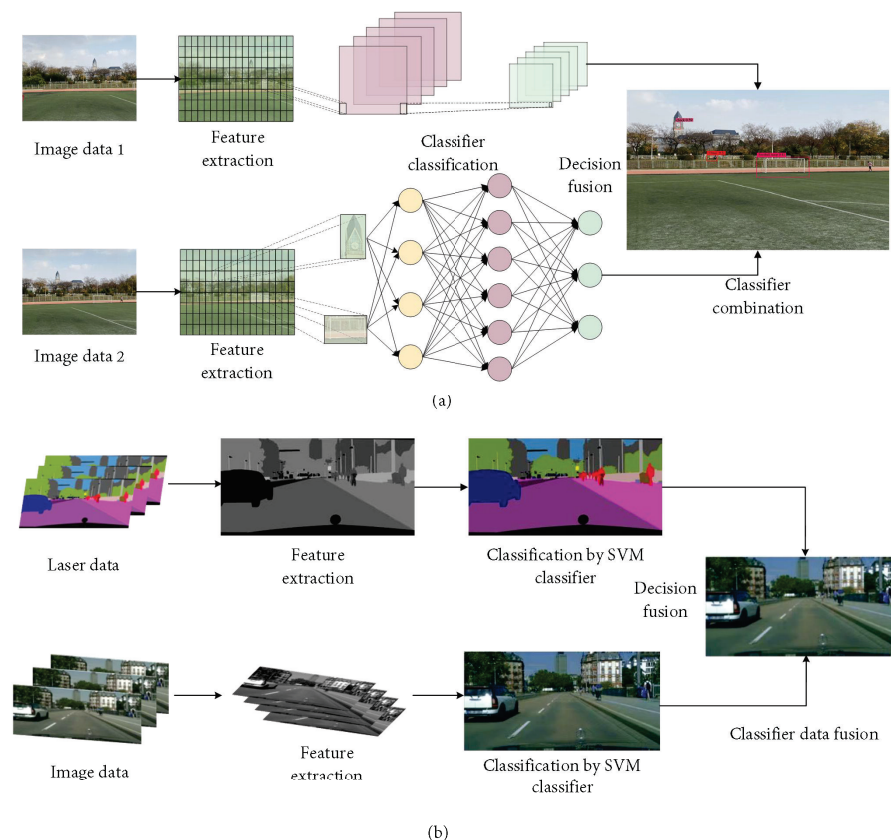 Image data 1
Feature
extraction
Classifier
classification
Decision
fusion
Image data 2
Feature
extraction
Classifier
combination
(a)
Laser data
Feature
extraction
Classification by SVM
classifier
Decision
fusion
Image data
Feature
extraction
Classification by SVM
classifier
Classifier data fusion
(b)